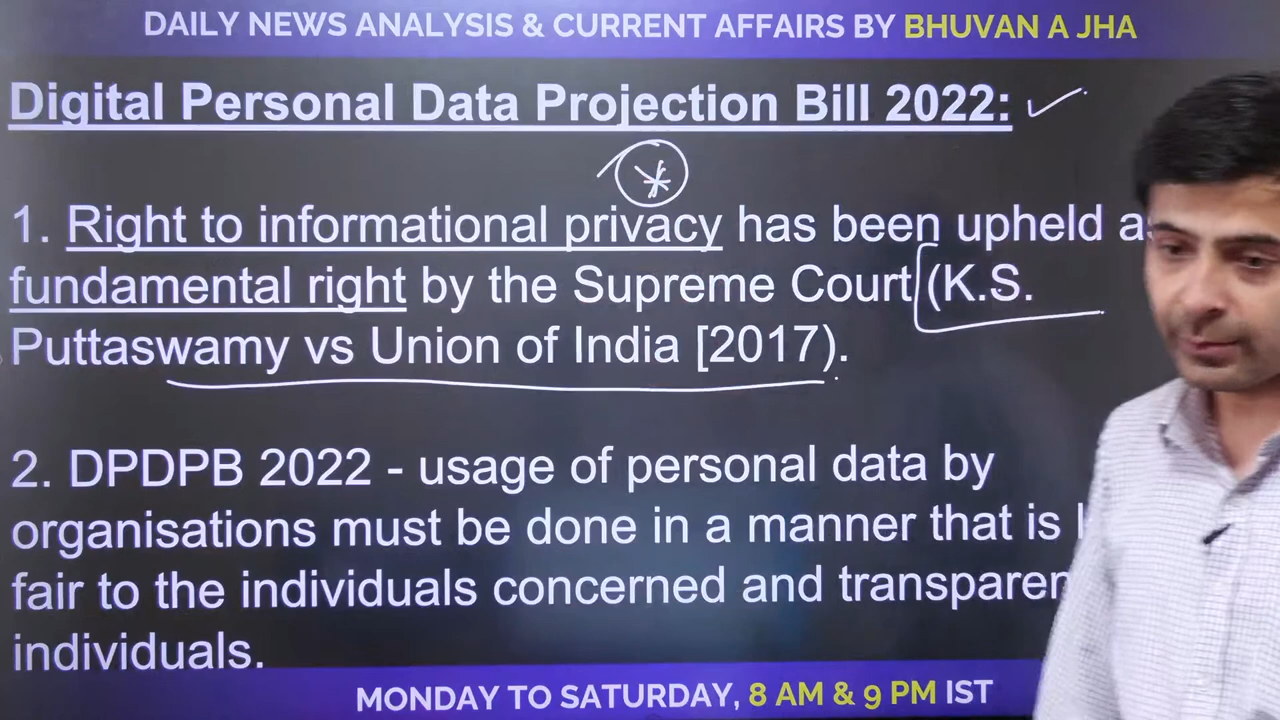 DAILY NEWS ANALYSIS & CURRENT AFFAIRS BY BHUVAN A JHA
Digital Personal Data Projection Bill 2022:
1. Right to informational privacy has been upheld
fundamental right by the Supreme Court (K.S.
Puttaswamy vs Union of India [2017).
2. DPDPB 2022 - usage of personal data by
organisations must be done in a manner that is
fair to the individuals concerned and
individuals.
MONDAY TO SATURDAY, 8 AM & 9 PM IST